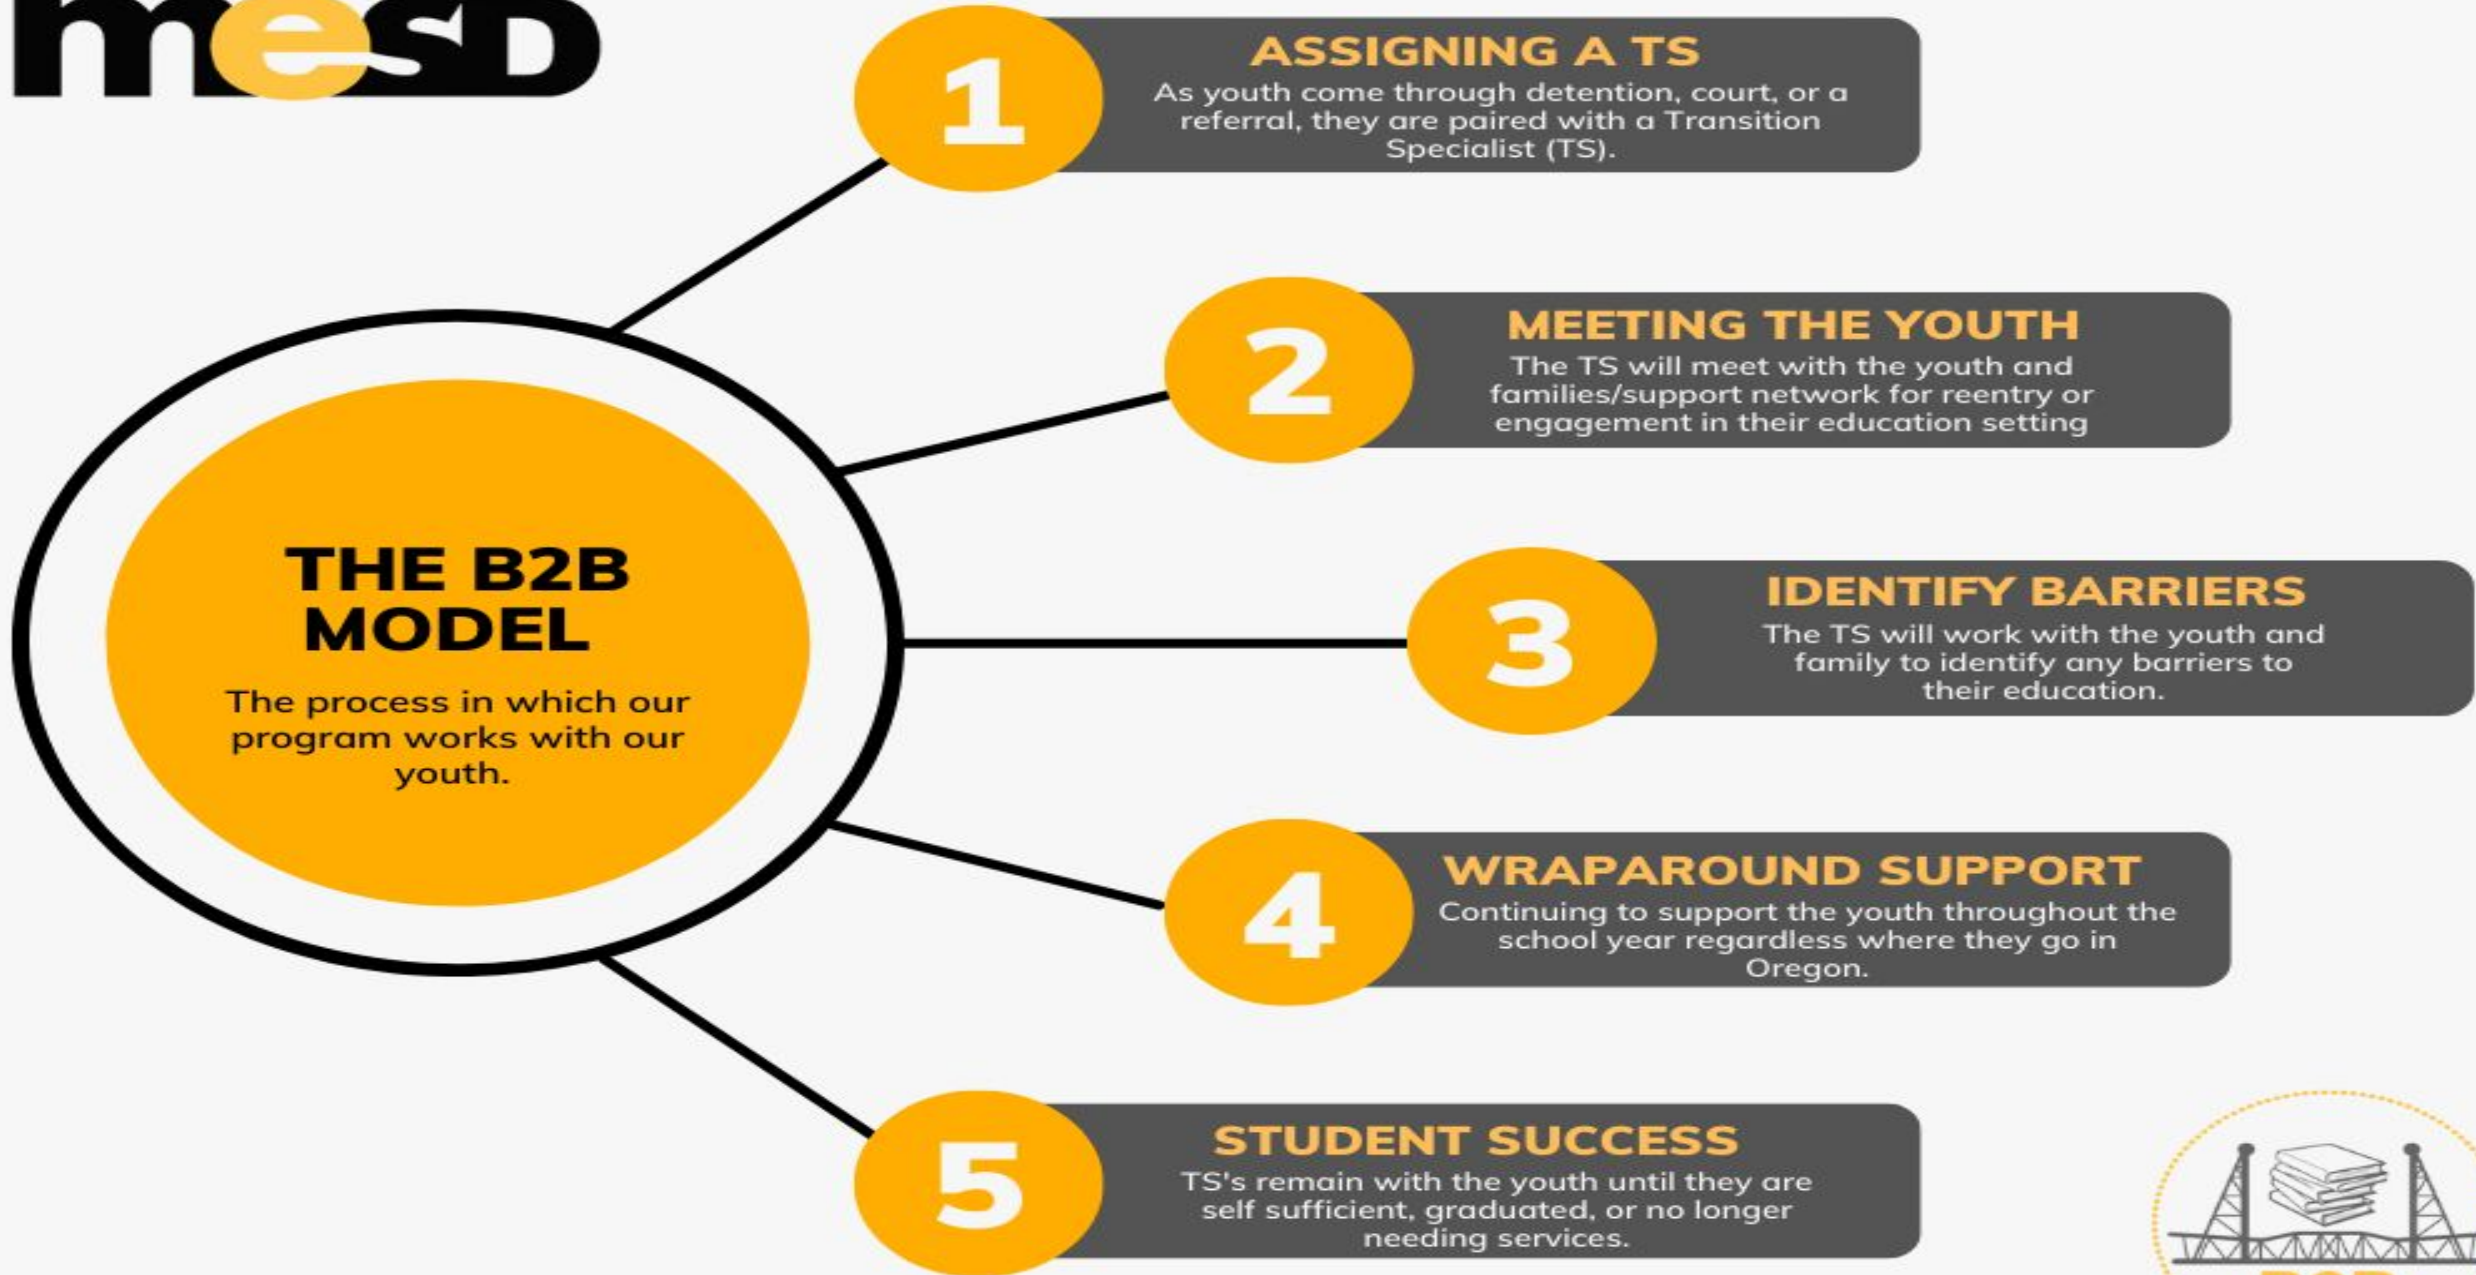 mesD
1
ASSIGNING A TS
As youth come through detention, court, or a
referral, they are paired with a Transition
Specialist (TS).
2
MEETING THE YOUTH
The TS will meet with the youth and
families/support network for reentry or
engagement in their education setting
THE B2B
MODEL
The process in which our
program works with our
youth.
3
IDENTIFY BARRIERS
The TS will work with the youth and
family to identify any barriers to
their education.
4
WRAPAROUND SUPPORT
Continuing to support the youth throughout the
school year regardless where they go in
Oregon.
5
STUDENT SUCCESS
TS's remain with the youth until they are
self sufficient, graduated, or no longer
needing services.